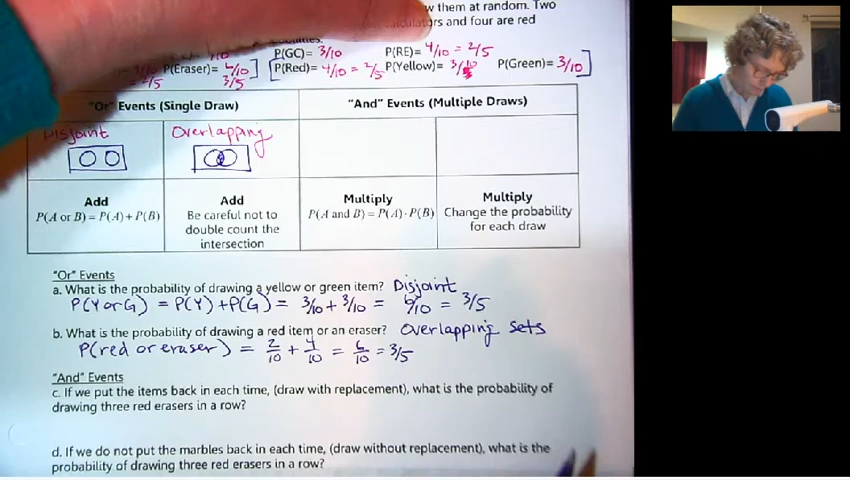 w them at random. Two
calculators and four are red
P(GC)= 3/10 P(RE)= 4/10 = 2/5
P(Eraser)= 6/10 3/5 P(Red)= 4/10 = 2/5 P(Yellow)= 3/10 P(Green)= 3/10
"Or" Events (Single Draw) "And" Events (Multiple Draws)
Disjoint Overlapping
Add Add Multiply Multiply
P(A or B) = P(A)+P(B) Be careful not to double count the intersection P(A and B) = P(A)·P(B) Change the probability for each draw
"Or" Events
a. What is the probability of drawing a yellow or green item? Disjoint
P(Y or G) = P(Y) + P(G) = 3/10 + 3/10 = 6/10 = 3/5
b. What is the probability of drawing a red item or an eraser? Overlapping sets
P(red or eraser) = 2/10 + 4/10 = 6/10 = 3/5
"And" Events
c. If we put the items back in each time, (draw with replacement), what is the probability of
drawing three red erasers in a row?
d. If we do not put the marbles back in each time, (draw without replacement), what is the
probability of drawing three red erasers in a row?